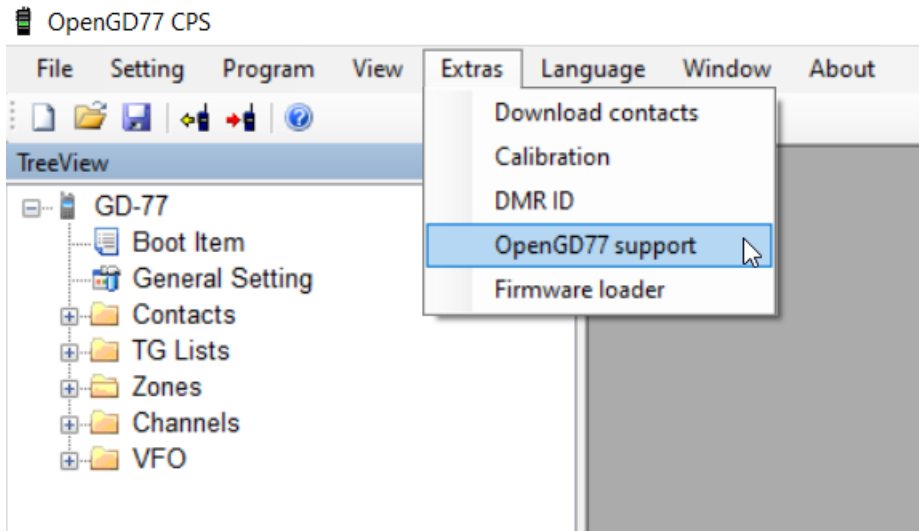 OpenGD77 CPS
File Setting Program View Extras Language Window About
Download contacts
Calibration
DMR ID
OpenGD77 support
Firmware loader
TreeView
GD-77
Boot Item
General Setting
Contacts
TG Lists
Zones
Channels
VFO